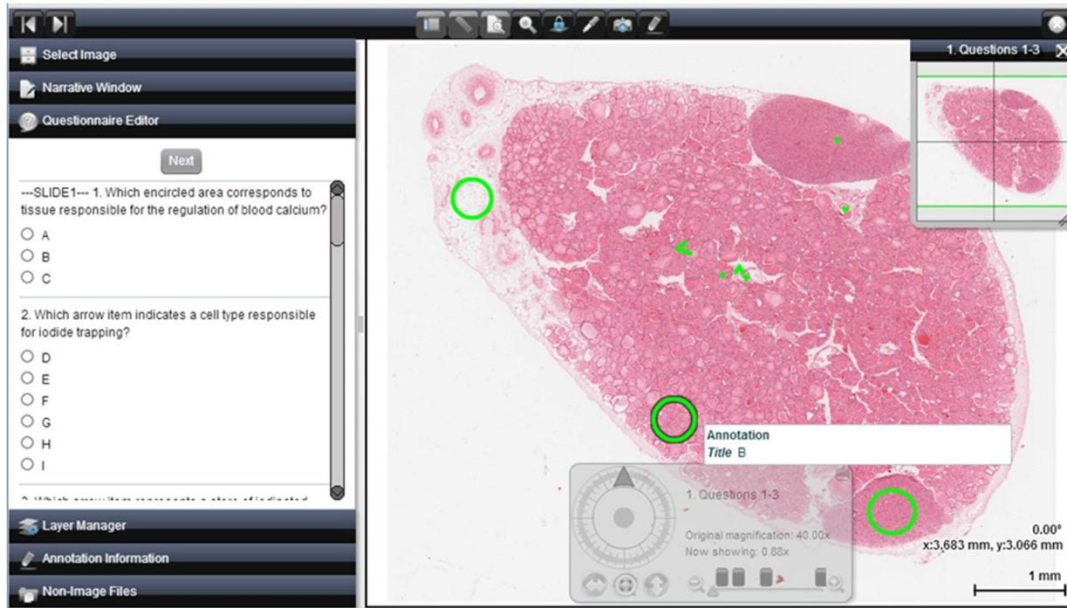 Select Image
Narrative Window
Questionnaire Editor
Next
---SLIDE1--- 1. Which encircled area corresponds to
tissue responsible for the regulation of blood calcium?
A
B
C
2. Which arrow item indicates a cell type responsible
for iodide trapping?
D
E
F
G
H
I
Layer Manager
Annotation Information
Non-Image Files
1. Questions 1-3
Annotation
Title B
1. Questions 1-3
Original magnification: 40.00x
Now showing: 0.88x
0.00°
x:3,683 mm, y:3.066 mm
1 mm